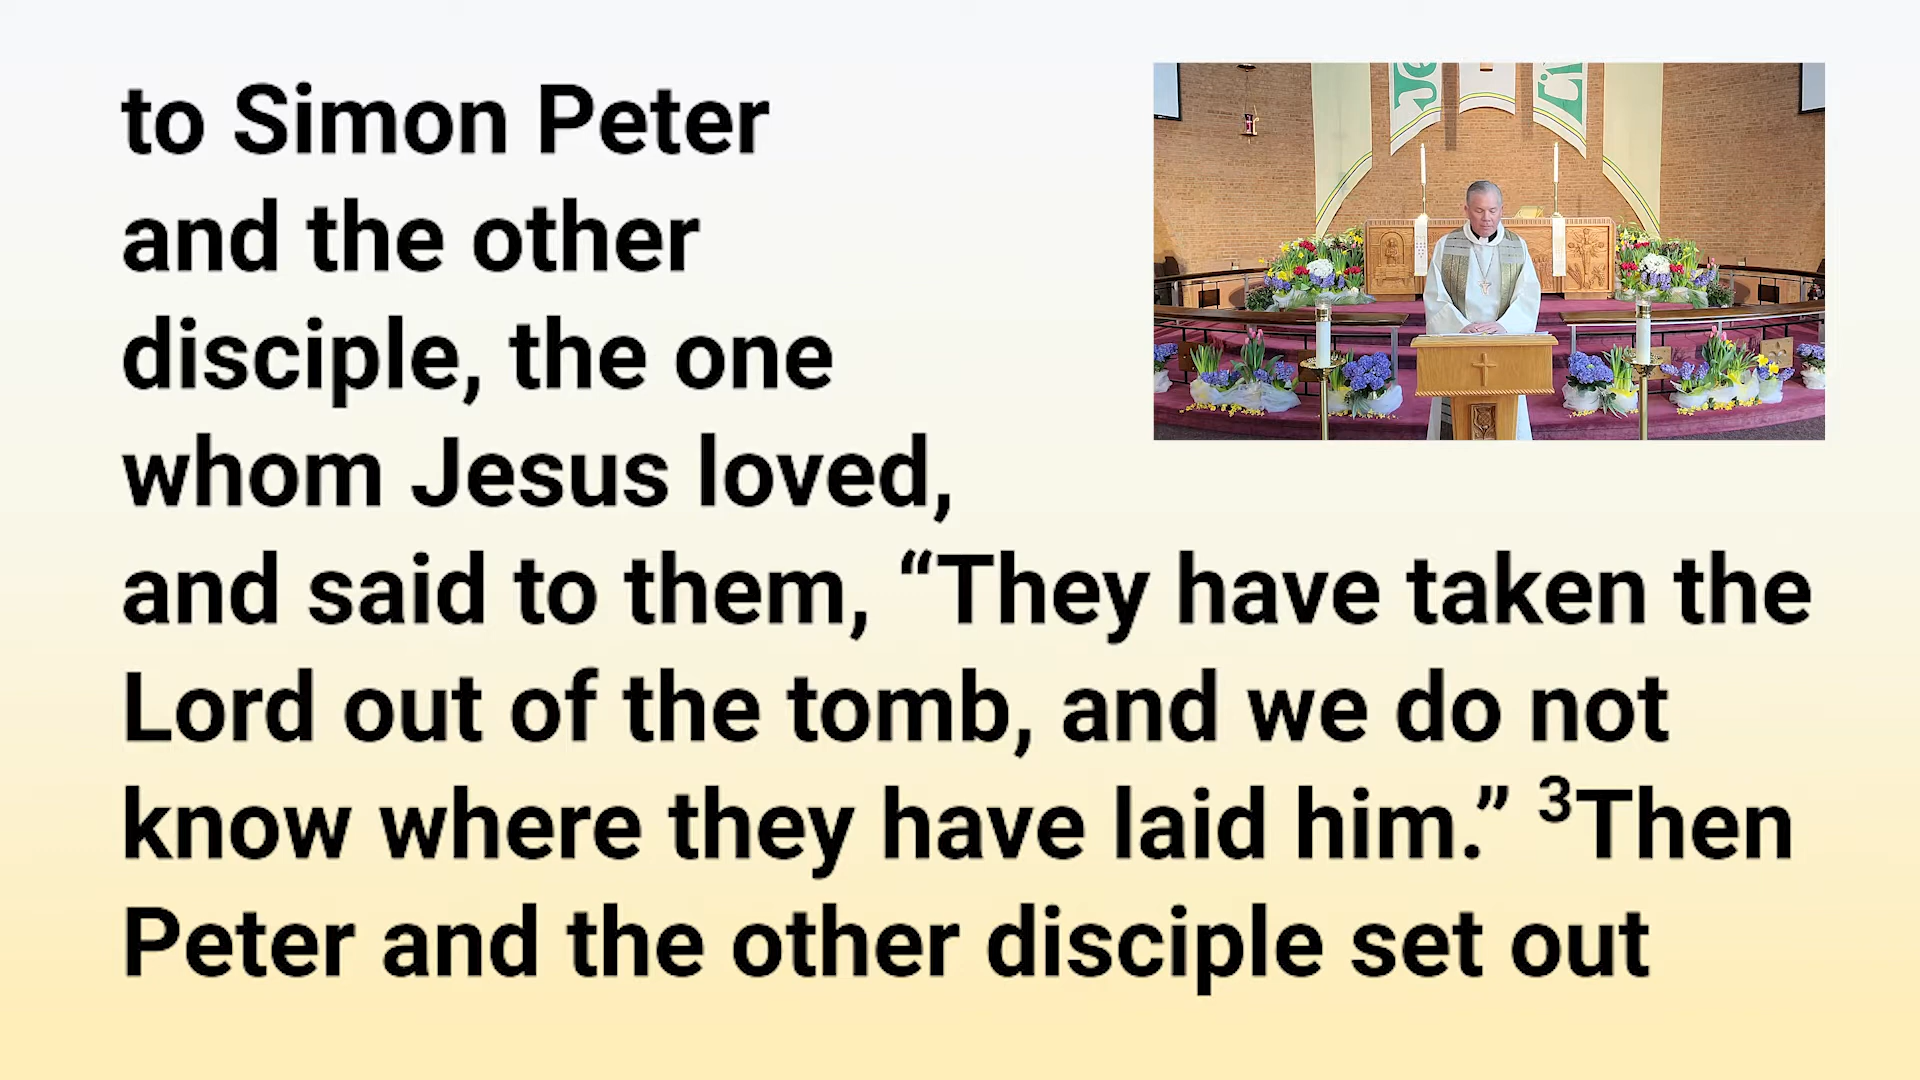 to Simon Peter
and the other
disciple, the one
whom Jesus loved,
and said to them, “They have taken the
Lord out of the tomb, and we do not
know where they have laid him.” ³Then
Peter and the other disciple set out